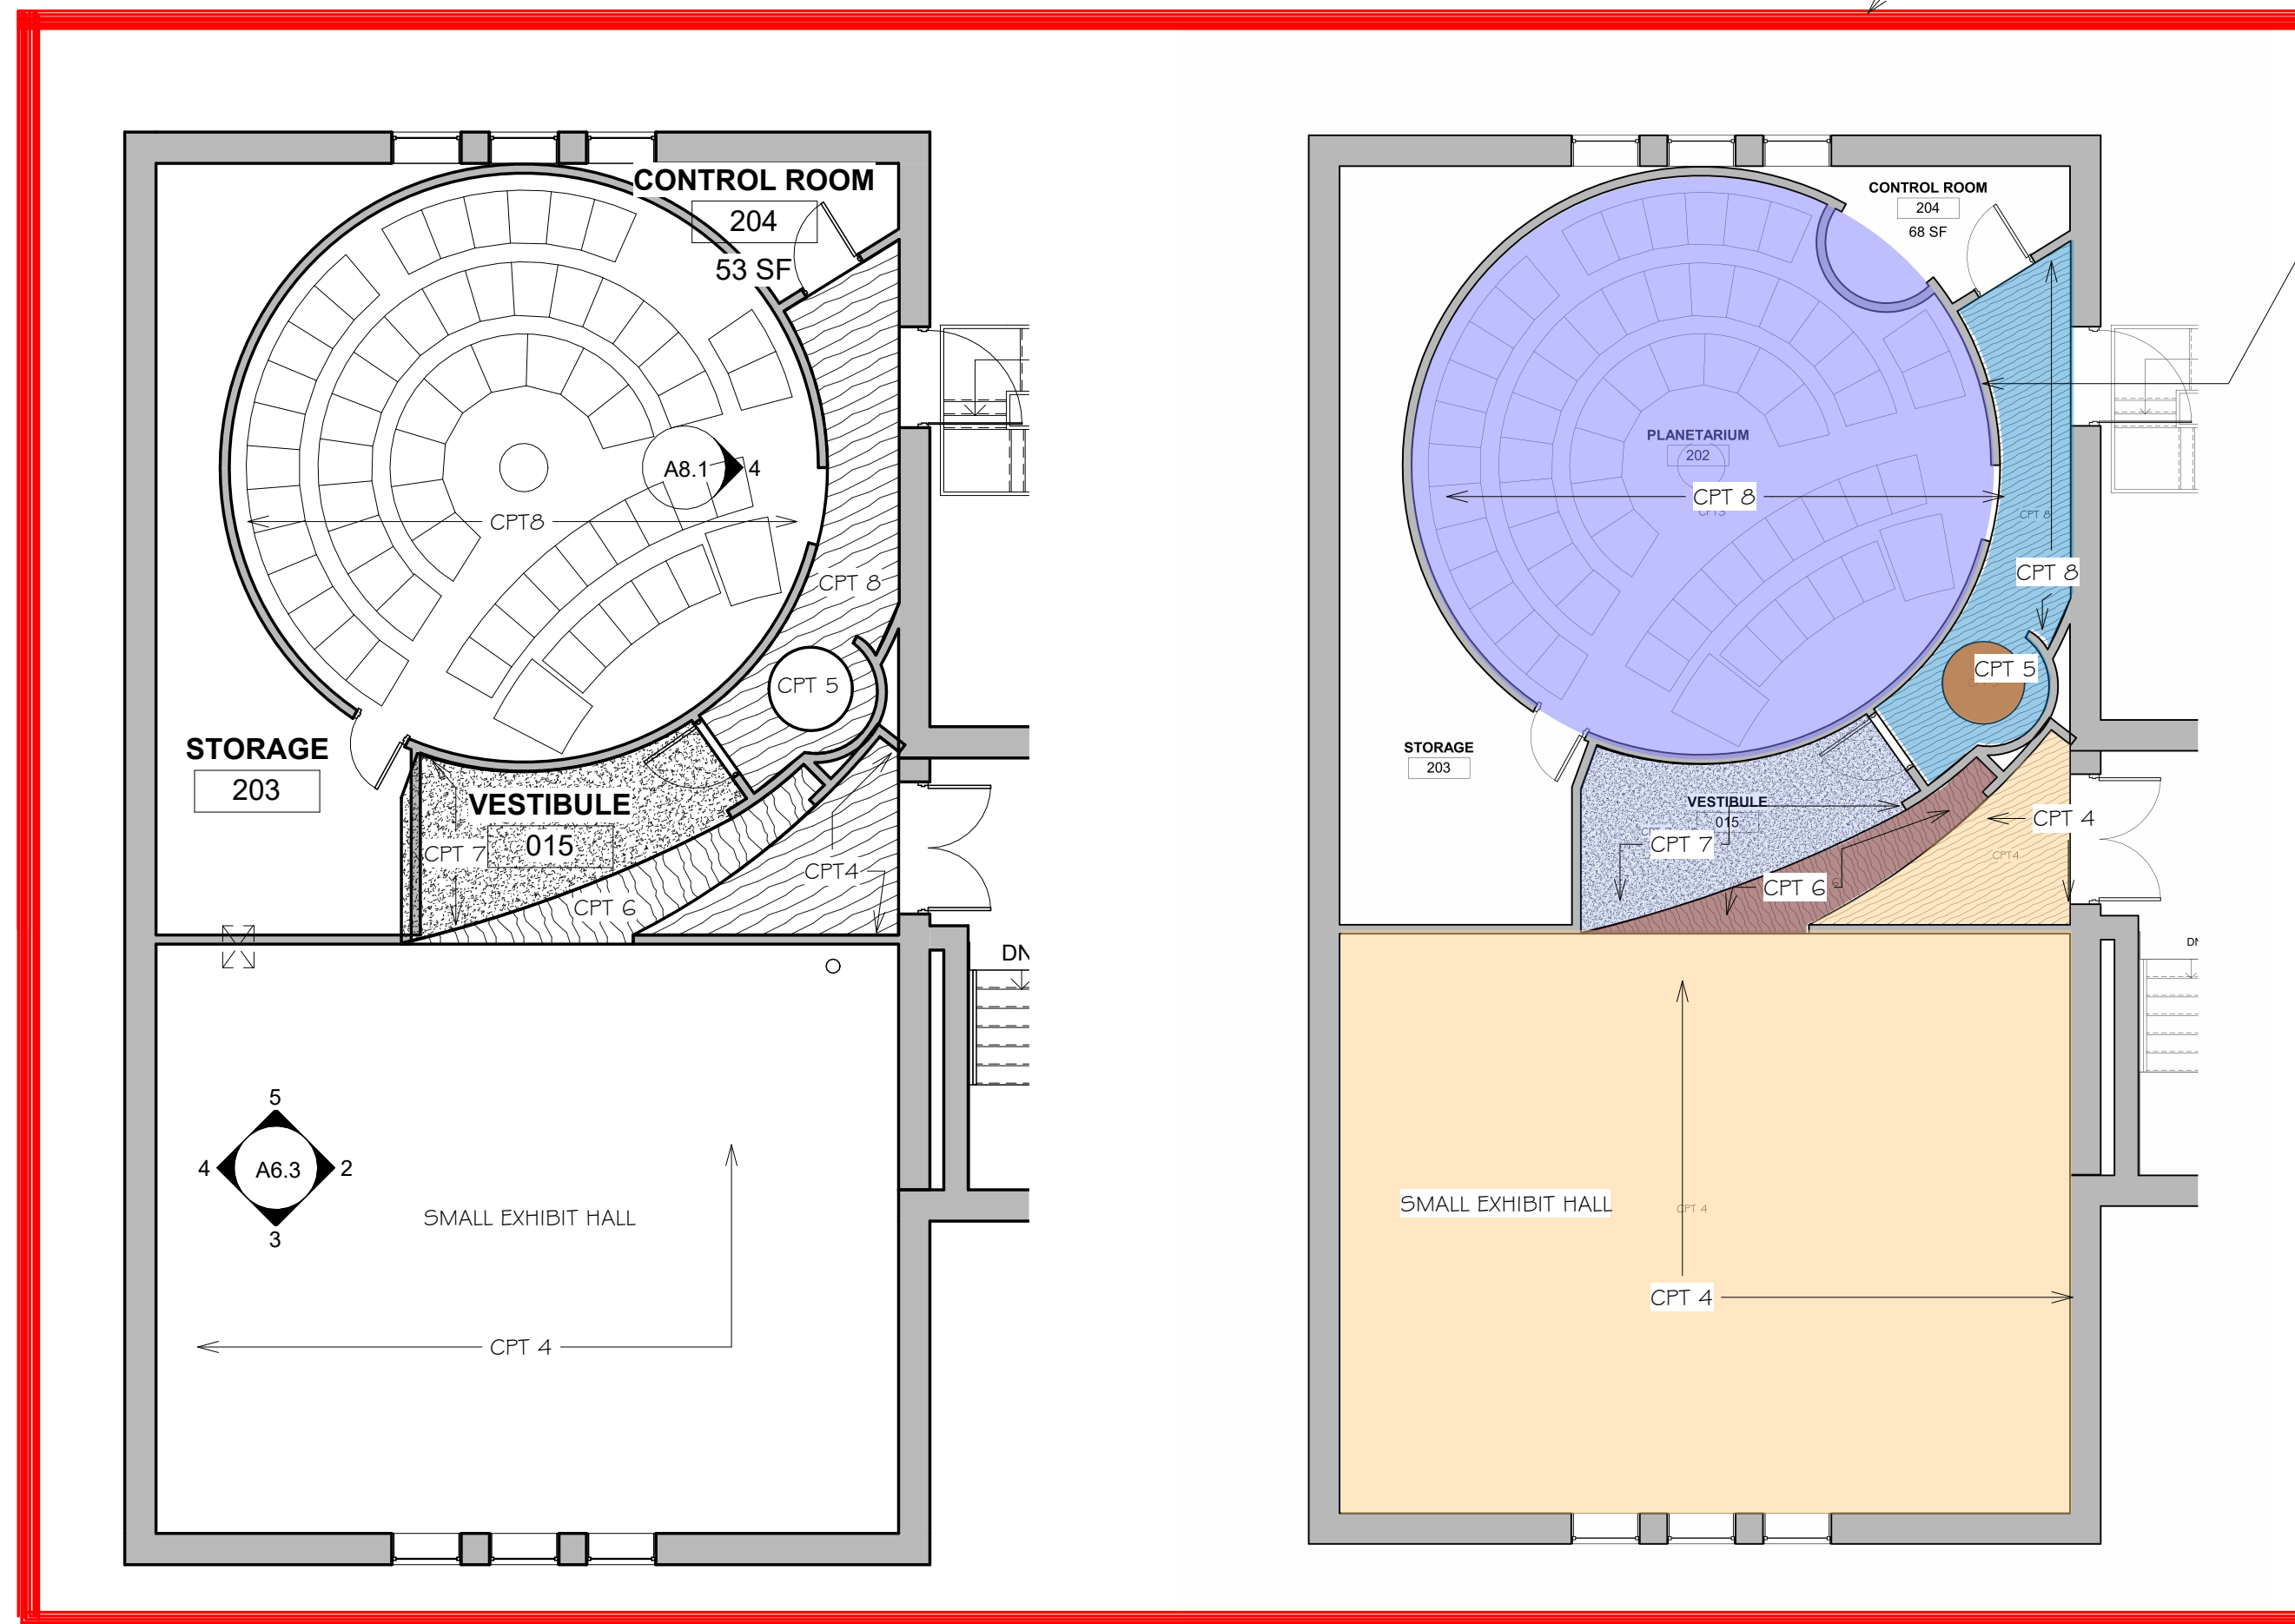 CONTROL ROOM
204
53 SF
A8.1
4
CPT8
CPT 8
CPT 5
STORAGE
203
VESTIBULE
015
CPT 7
CPT4
CPT 6
DN
5
4
A6.3
2
3
SMALL EXHIBIT HALL
CPT 4
CONTROL ROOM
204
68 SF
PLANETARIUM
202
CPT 8
CPT 8
CPT 8
CPT 5
STORAGE
203
VESTIBULE
015
CPT 7
CPT 4
CPT4
CPT 6
SMALL EXHIBIT HALL
CPT 4
CPT 4